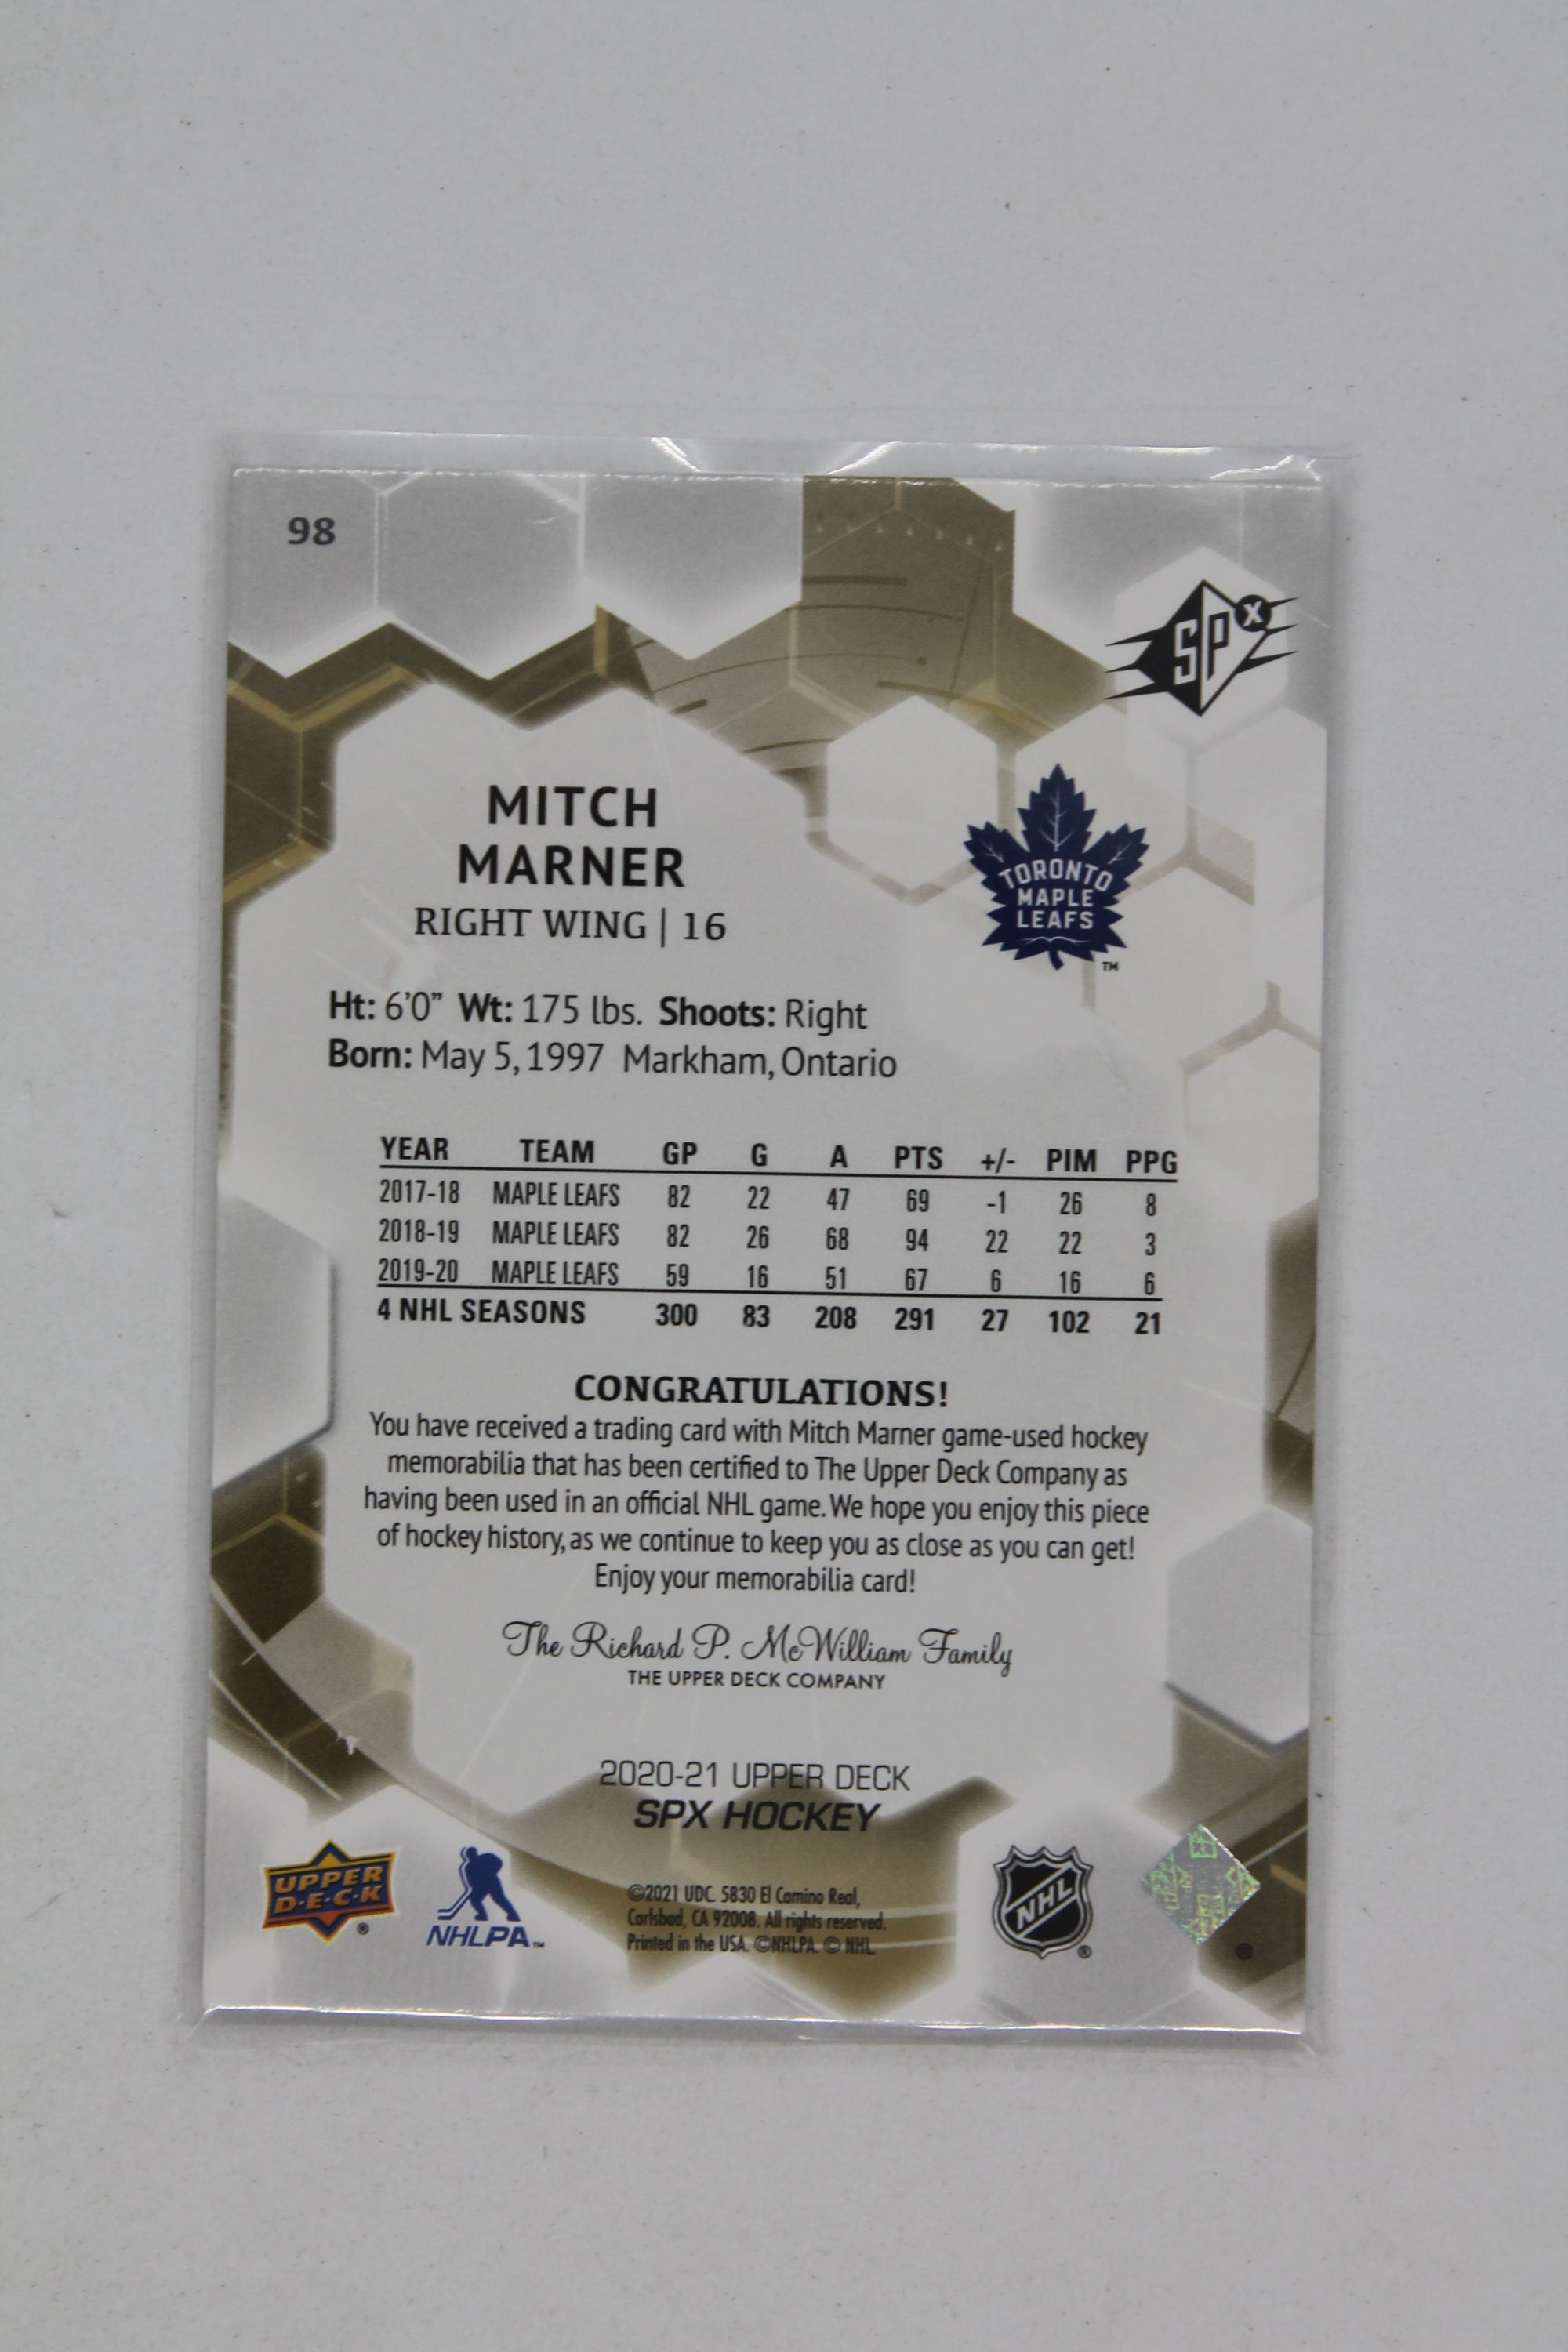 98
SPx
MITCH
MARNER
RIGHT WING | 16
TORONTO
MAPLE
LEAFS
TM
Ht: 6'0" Wt: 175 lbs. Shoots: Right
Born: May 5, 1997 Markham, Ontario
YEAR TEAM GP G A PTS +/- PIM PPG
2017-18 MAPLE LEAFS 82 22 47 69 -1 26 8
2018-19 MAPLE LEAFS 82 26 68 94 22 22 3
2019-20 MAPLE LEAFS 59 16 51 67 6 16 6
4 NHL SEASONS 300 83 208 291 27 102 21
CONGRATULATIONS!
You have received a trading card with Mitch Marner game-used hockey
memorabilia that has been certified to The Upper Deck Company as
having been used in an official NHL game. We hope you enjoy this piece
of hockey history, as we continue to keep you as close as you can get!
Enjoy your memorabilia card!
The Richard P. McWilliam Family
THE UPPER DECK COMPANY
2020-21 UPPER DECK
SPX HOCKEY
UPPER
D·E·C·K
®
NHLPA™
©2021 UDC. 5830 El Camino Real,
Carlsbad, CA 92008. All rights reserved.
Printed in the USA. ©NHLPA. © NHL.
NHL
®
®